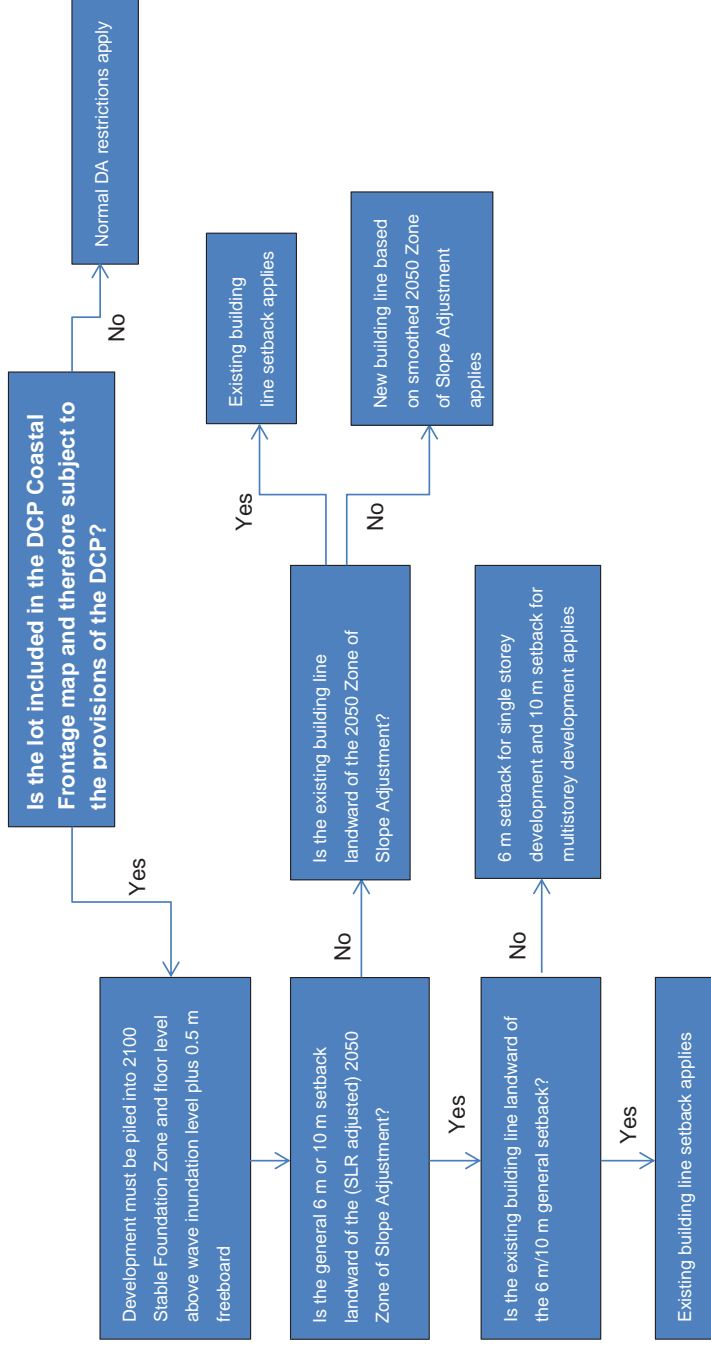 Is the lot included in the DCP Coastal
Frontage map and therefore subject to
the provisions of the DCP?
No
Normal DA restrictions apply
Yes
Development must be piled into 2100
Stable Foundation Zone and floor level
above wave inundation level plus 0.5 m
freeboard
Is the general 6 m or 10 m setback
landward of the (SLR adjusted) 2050
Zone of Slope Adjustment?
No
Is the existing building line
landward of the 2050 Zone of
Slope Adjustment?
Yes
Existing building
line setback applies
No
New building line based
on smoothed 2050 Zone
of Slope Adjustment
applies
Yes
Is the existing building line landward of
the 6 m/10 m general setback?
No
6 m setback for single storey
development and 10 m setback for
multistorey development applies
Yes
Existing building line setback applies